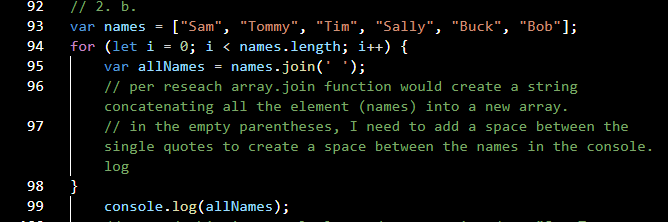 92 // 2. b.
93 var names = ["Sam", "Tommy", "Tim", "Sally", "Buck", "Bob"];
94 for (let i = 0; i < names.length; i++) {
95 var allNames = names.join(' ');
96 // per reseach array.join function would create a string
concatenating all the element (names) into a new array.
97 // in the empty parentheses, I need to add a space between the
single quotes to create a space between the names in the console.
log
98 }
99 console.log(allNames);